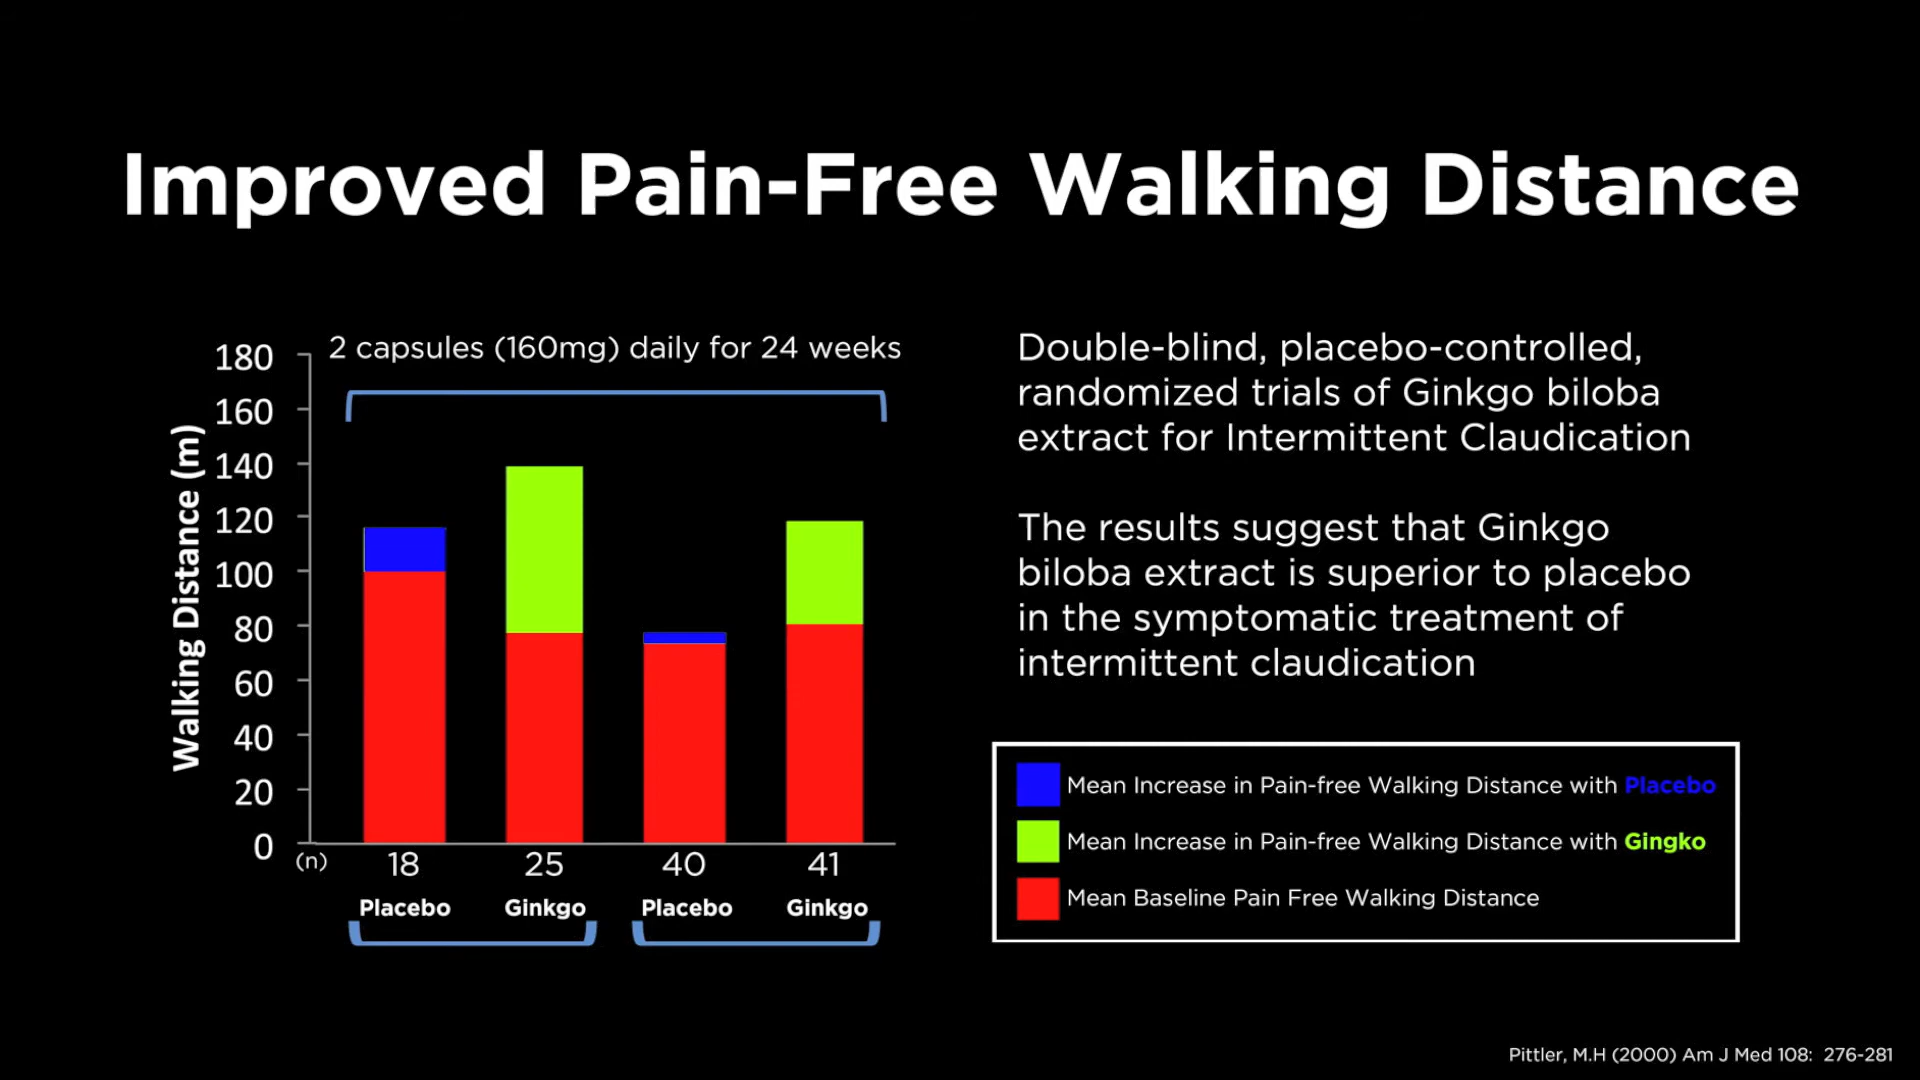 Improved Pain-Free Walking Distance
2 capsules (160mg) daily for 24 weeks
Walking Distance (m)
180
160
140
120
100
80
60
40
20
0
(n) 18 25 40 41
Placebo Ginkgo Placebo Ginkgo
Double-blind, placebo-controlled,
randomized trials of Ginkgo biloba
extract for Intermittent Claudication
The results suggest that Ginkgo
biloba extract is superior to placebo
in the symptomatic treatment of
intermittent claudication
Mean Increase in Pain-free Walking Distance with Placebo
Mean Increase in Pain-free Walking Distance with Gingko
Mean Baseline Pain Free Walking Distance
Pittler, M.H (2000) Am J Med 108: 276-281